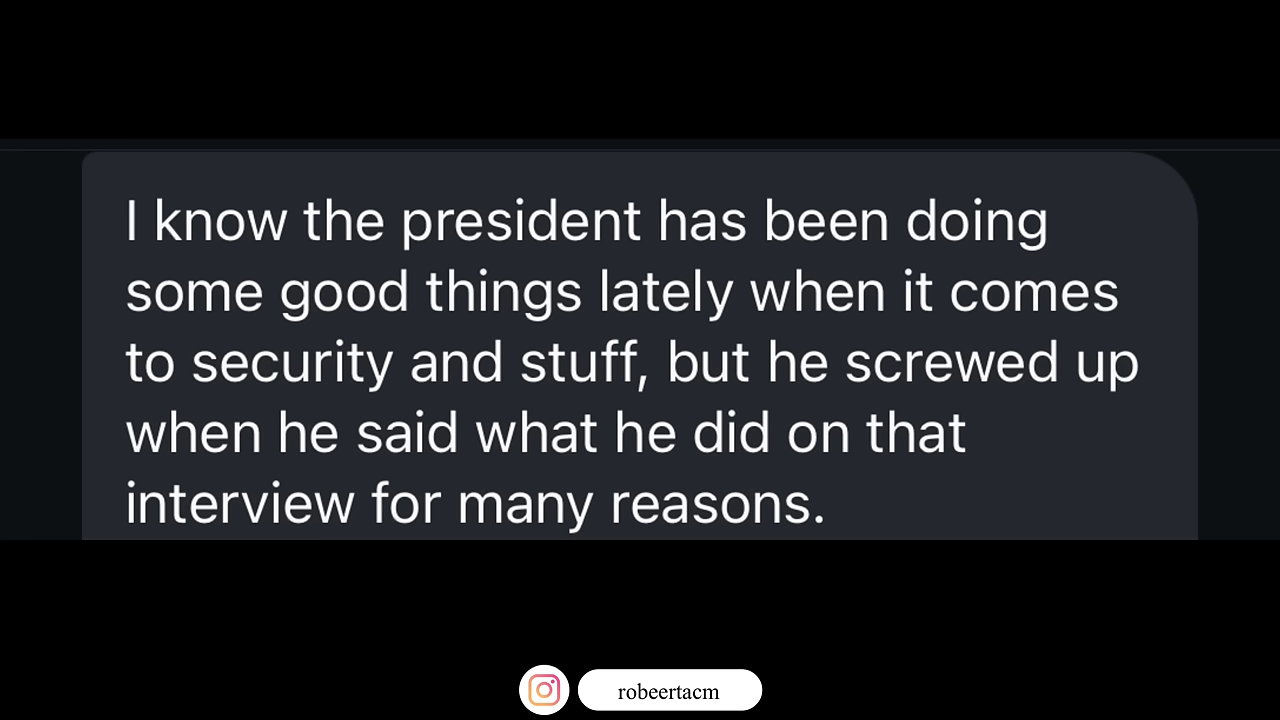 I know the president has been doing
some good things lately when it comes
to security and stuff, but he screwed up
when he said what he did on that
interview for many reasons.
robeertacm